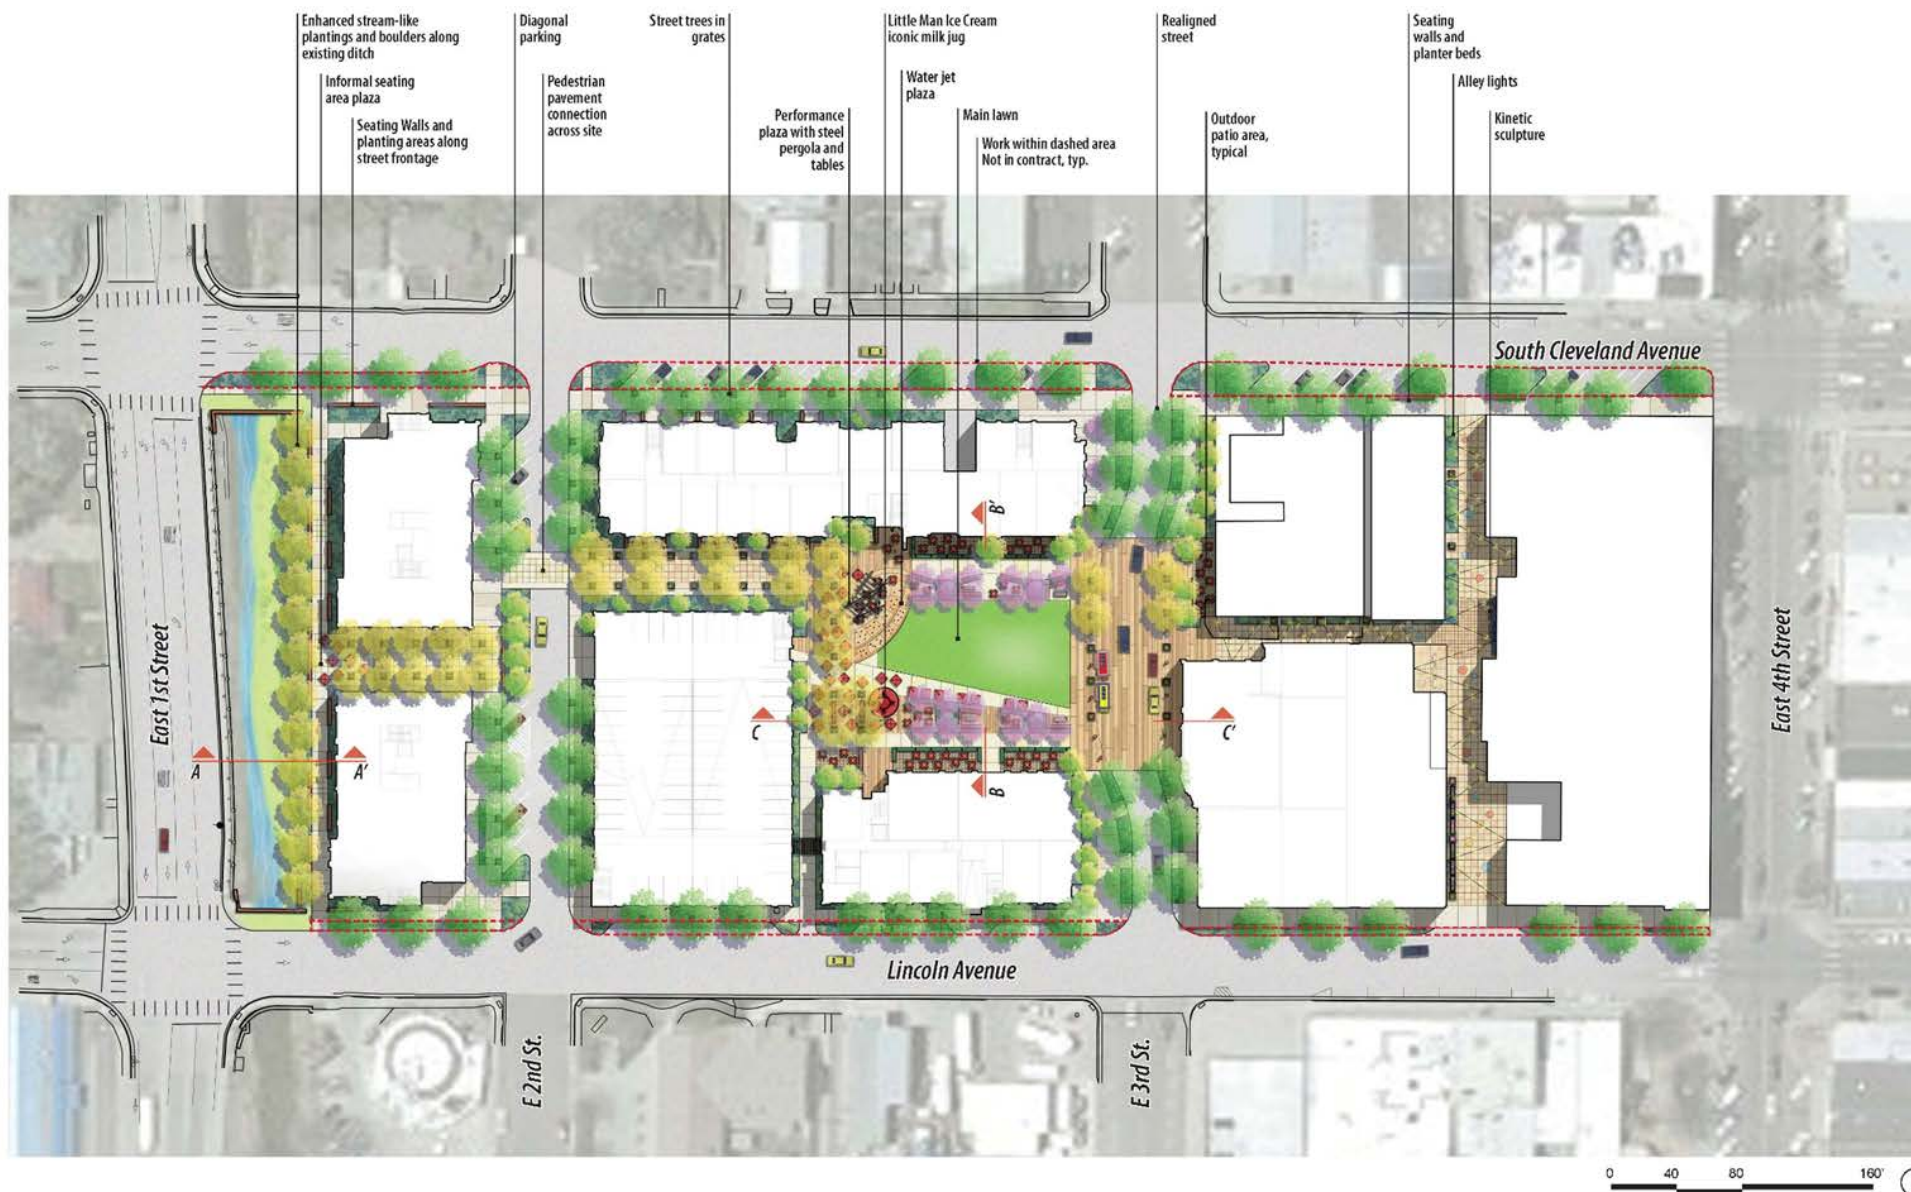 Enhanced stream-like
plantings and boulders along
existing ditch
Informal seating
area plaza
Seating Walls and
planting areas along
street frontage
Diagonal
parking
Pedestrian
pavement
connection
across site
Street trees in
grates
Performance
plaza with steel
pergola and
tables
Little Man Ice Cream
iconic milk jug
Water jet
plaza
Main lawn
Work within dashed area
Not in contract, typ.
Realigned
street
Outdoor
patio area,
typical
Seating
walls and
planter beds
Alley lights
Kinetic
sculpture
South Cleveland Avenue
East 1st Street
East 4th Street
B'
C
C'
A
A'
B
Lincoln Avenue
E 2nd St.
E 3rd St.
0 40 80 160'